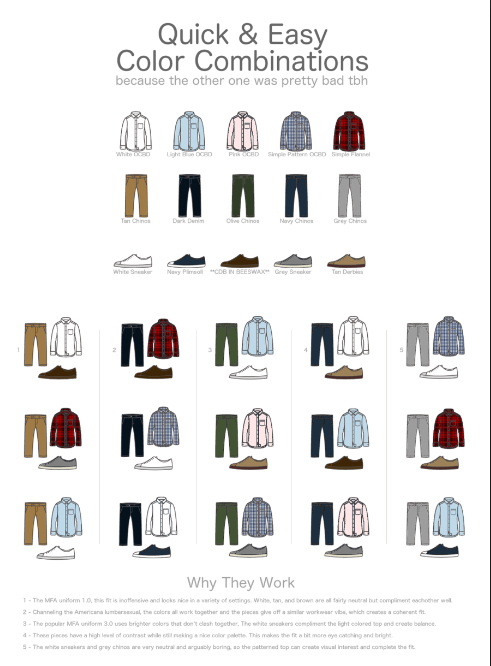 Quick & Easy
Color Combinations
because the other one was pretty bad tbh
White OCBD Light Blue OCBD Pink OCBD Simple Pattern OCBD Simple Flannel
Tan Chinos Dark Denim Olive Chinos Navy Chinos Grey Chinos
White Sneaker Navy Plimsoll **CDB IN BEESWAX** Grey Sneaker Tan Derbies
1 2 3 4 5
Why They Work
1 - The MFA uniform 1.0, this fit is inoffensive and looks nice in a variety of settings. White, tan, and brown are all fairly neutral but compliment eachother well.
2 - Channeling the Americana lumbersexual, the colors all work together and the pieces give off a similar workwear vibe, which creates a coherent fit.
3 - The popular MFA uniform 3.0 uses brighter colors that don't clash together. The white sneakers compliment the light colored top and create balance.
4 - These pieces have a high level of contrast while still making a nice color palette. This makes the fit a bit more eye catching and bright
5 - The white sneakers and grey chinos are very neutral and arguably boring, so the patterned top can create visual interest and complete the fit.